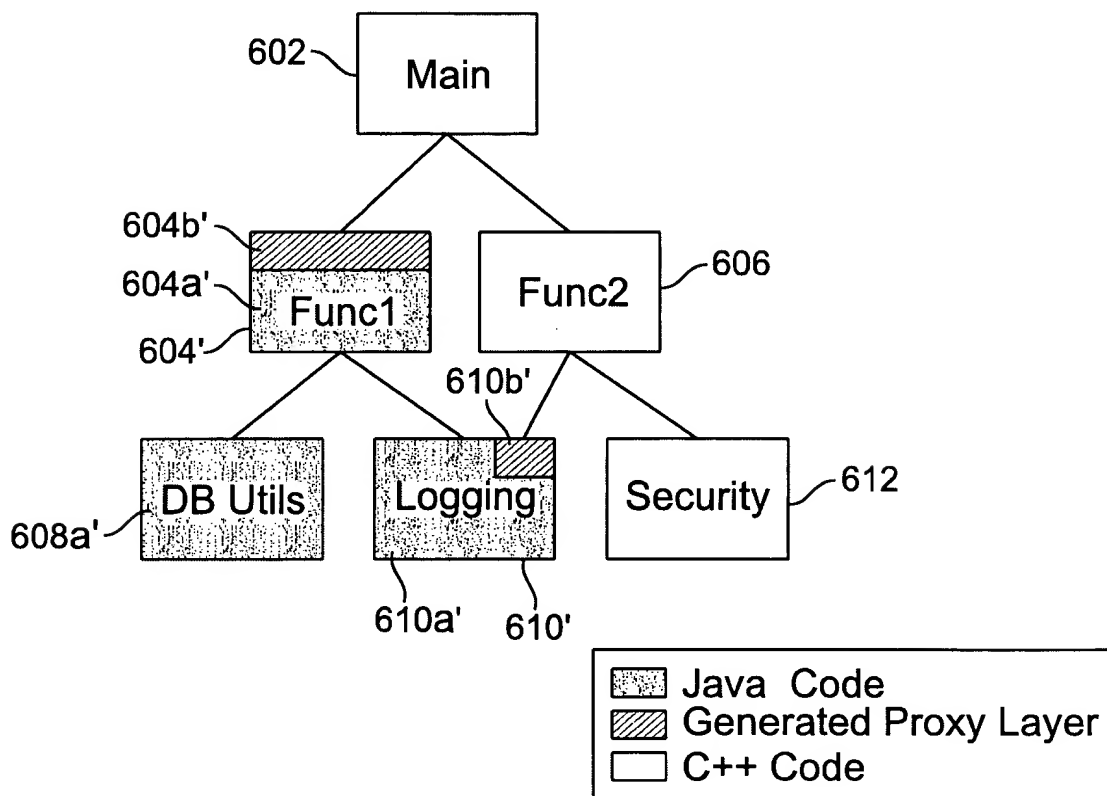 602
Main
604b'
604a'
604'
Func1
Func2
606
610b'
DB Utils
Logging
Security
612
608a'
610a'
610'
Java Code
Generated Proxy Layer
C++ Code